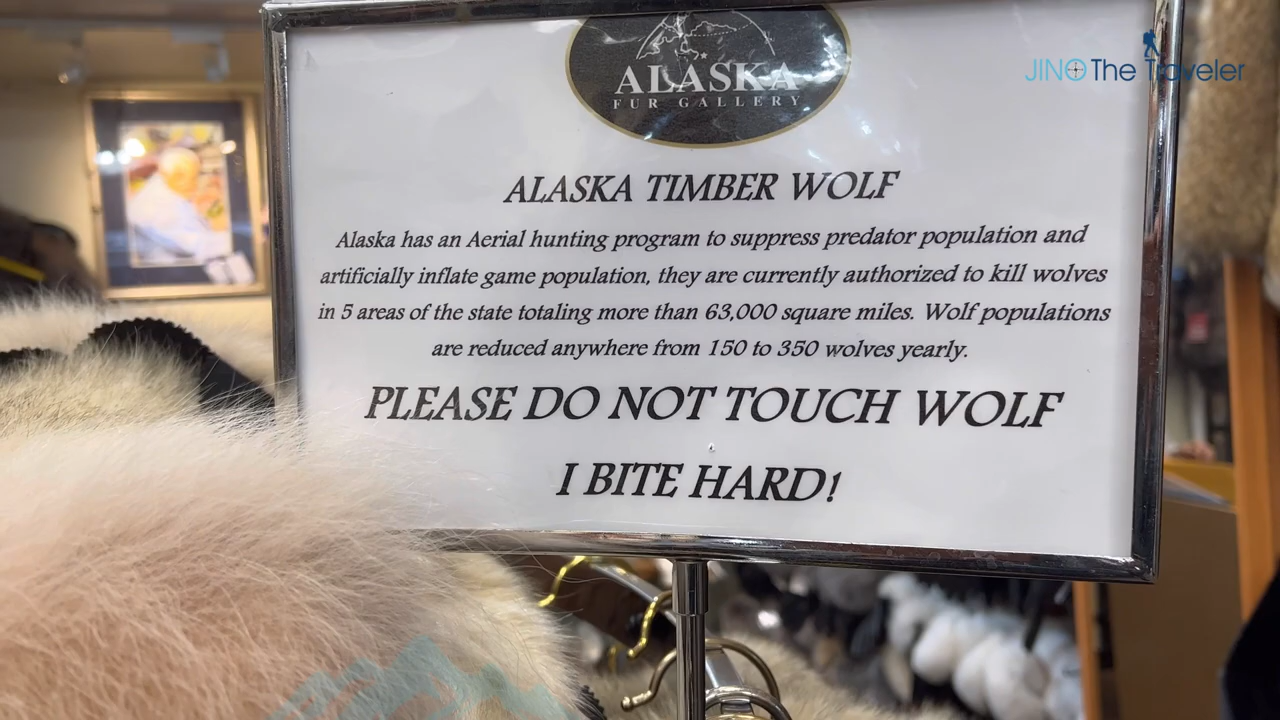 JINO The Traveler
ALASKA
FUR GALLERY
ALASKA TIMBER WOLF
Alaska has an Aerial hunting program to suppress predator population and
artificially inflate game population, they are currently authorized to kill wolves
in 5 areas of the state totaling more than 63,000 square miles. Wolf populations
are reduced anywhere from 150 to 350 wolves yearly.
PLEASE DO NOT TOUCH WOLF
I BITE HARD!